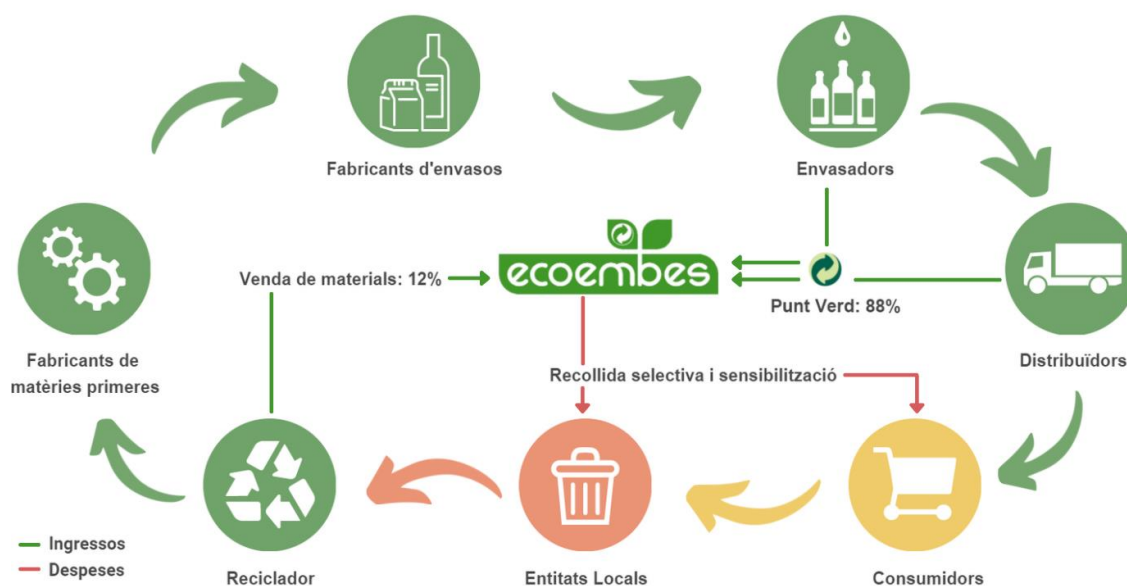 Fabricants d'envasos
Envasadors
ecoembes
Venda de materials: 12%
Punt Verd: 88%
Fabricants de
matèries primeres
Distribuïdors
Recollida selectiva i sensibilització
Ingressos
Despeses
Reciclador
Entitats Locals
Consumidors